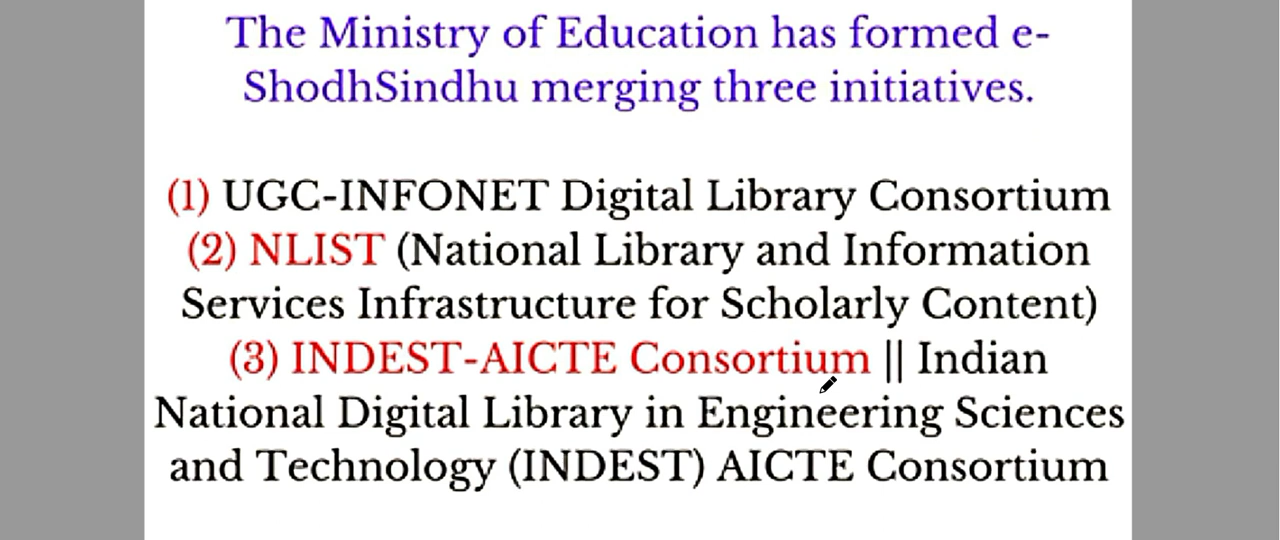 The Ministry of Education has formed e-
ShodhSindhu merging three initiatives.
(1) UGC-INFONET Digital Library Consortium
(2) NLIST (National Library and Information
Services Infrastructure for Scholarly Content)
(3) INDEST-AICTE Consortium || Indian
National Digital Library in Engineering Sciences
and Technology (INDEST) AICTE Consortium